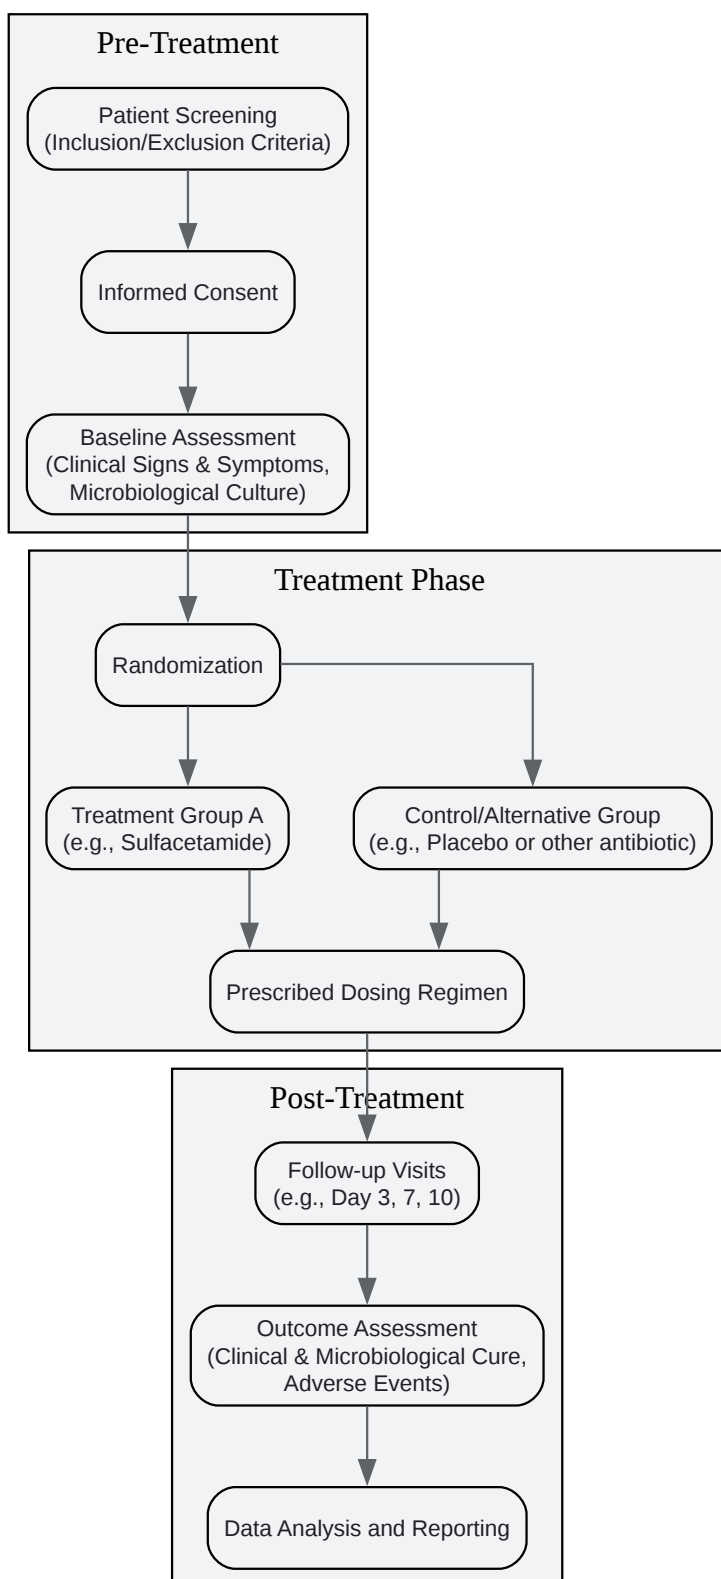 Pre-Treatment
Patient Screening
(Inclusion/Exclusion Criteria)
Informed Consent
Baseline Assessment
(Clinical Signs & Symptoms,
Microbiological Culture)
Treatment Phase
Randomization
Treatment Group A
(e.g., Sulfacetamide)
Control/Alternative Group
(e.g., Placebo or other antibiotic)
Prescribed Dosing Regimen
Post-Treatment
Follow-up Visits
(e.g., Day 3, 7, 10)
Outcome Assessment
(Clinical & Microbiological Cure,
Adverse Events)
Data Analysis and Reporting